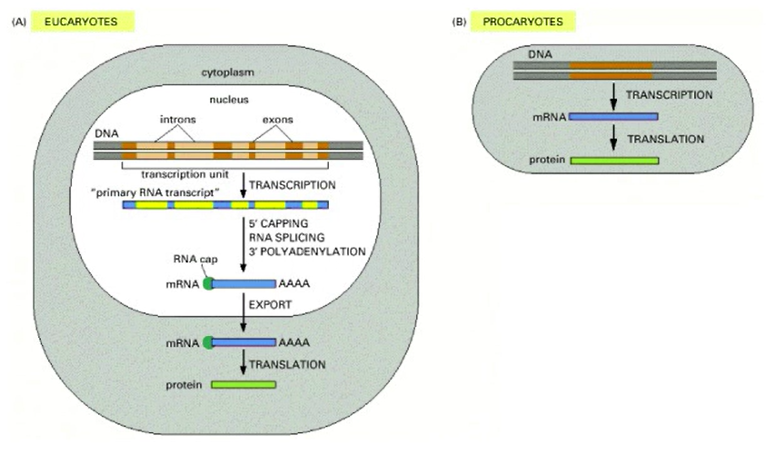 (A) EUCARYOTES
cytoplasm
nucleus
introns exons
DNA
transcription unit
TRANSCRIPTION
"primary RNA transcript"
5' CAPPING
RNA SPLICING
3' POLYADENYLATION
RNA cap
mRNA AAAA
EXPORT
mRNA AAAA
TRANSLATION
protein
(B) PROCARYOTES
DNA
TRANSCRIPTION
mRNA
TRANSLATION
protein